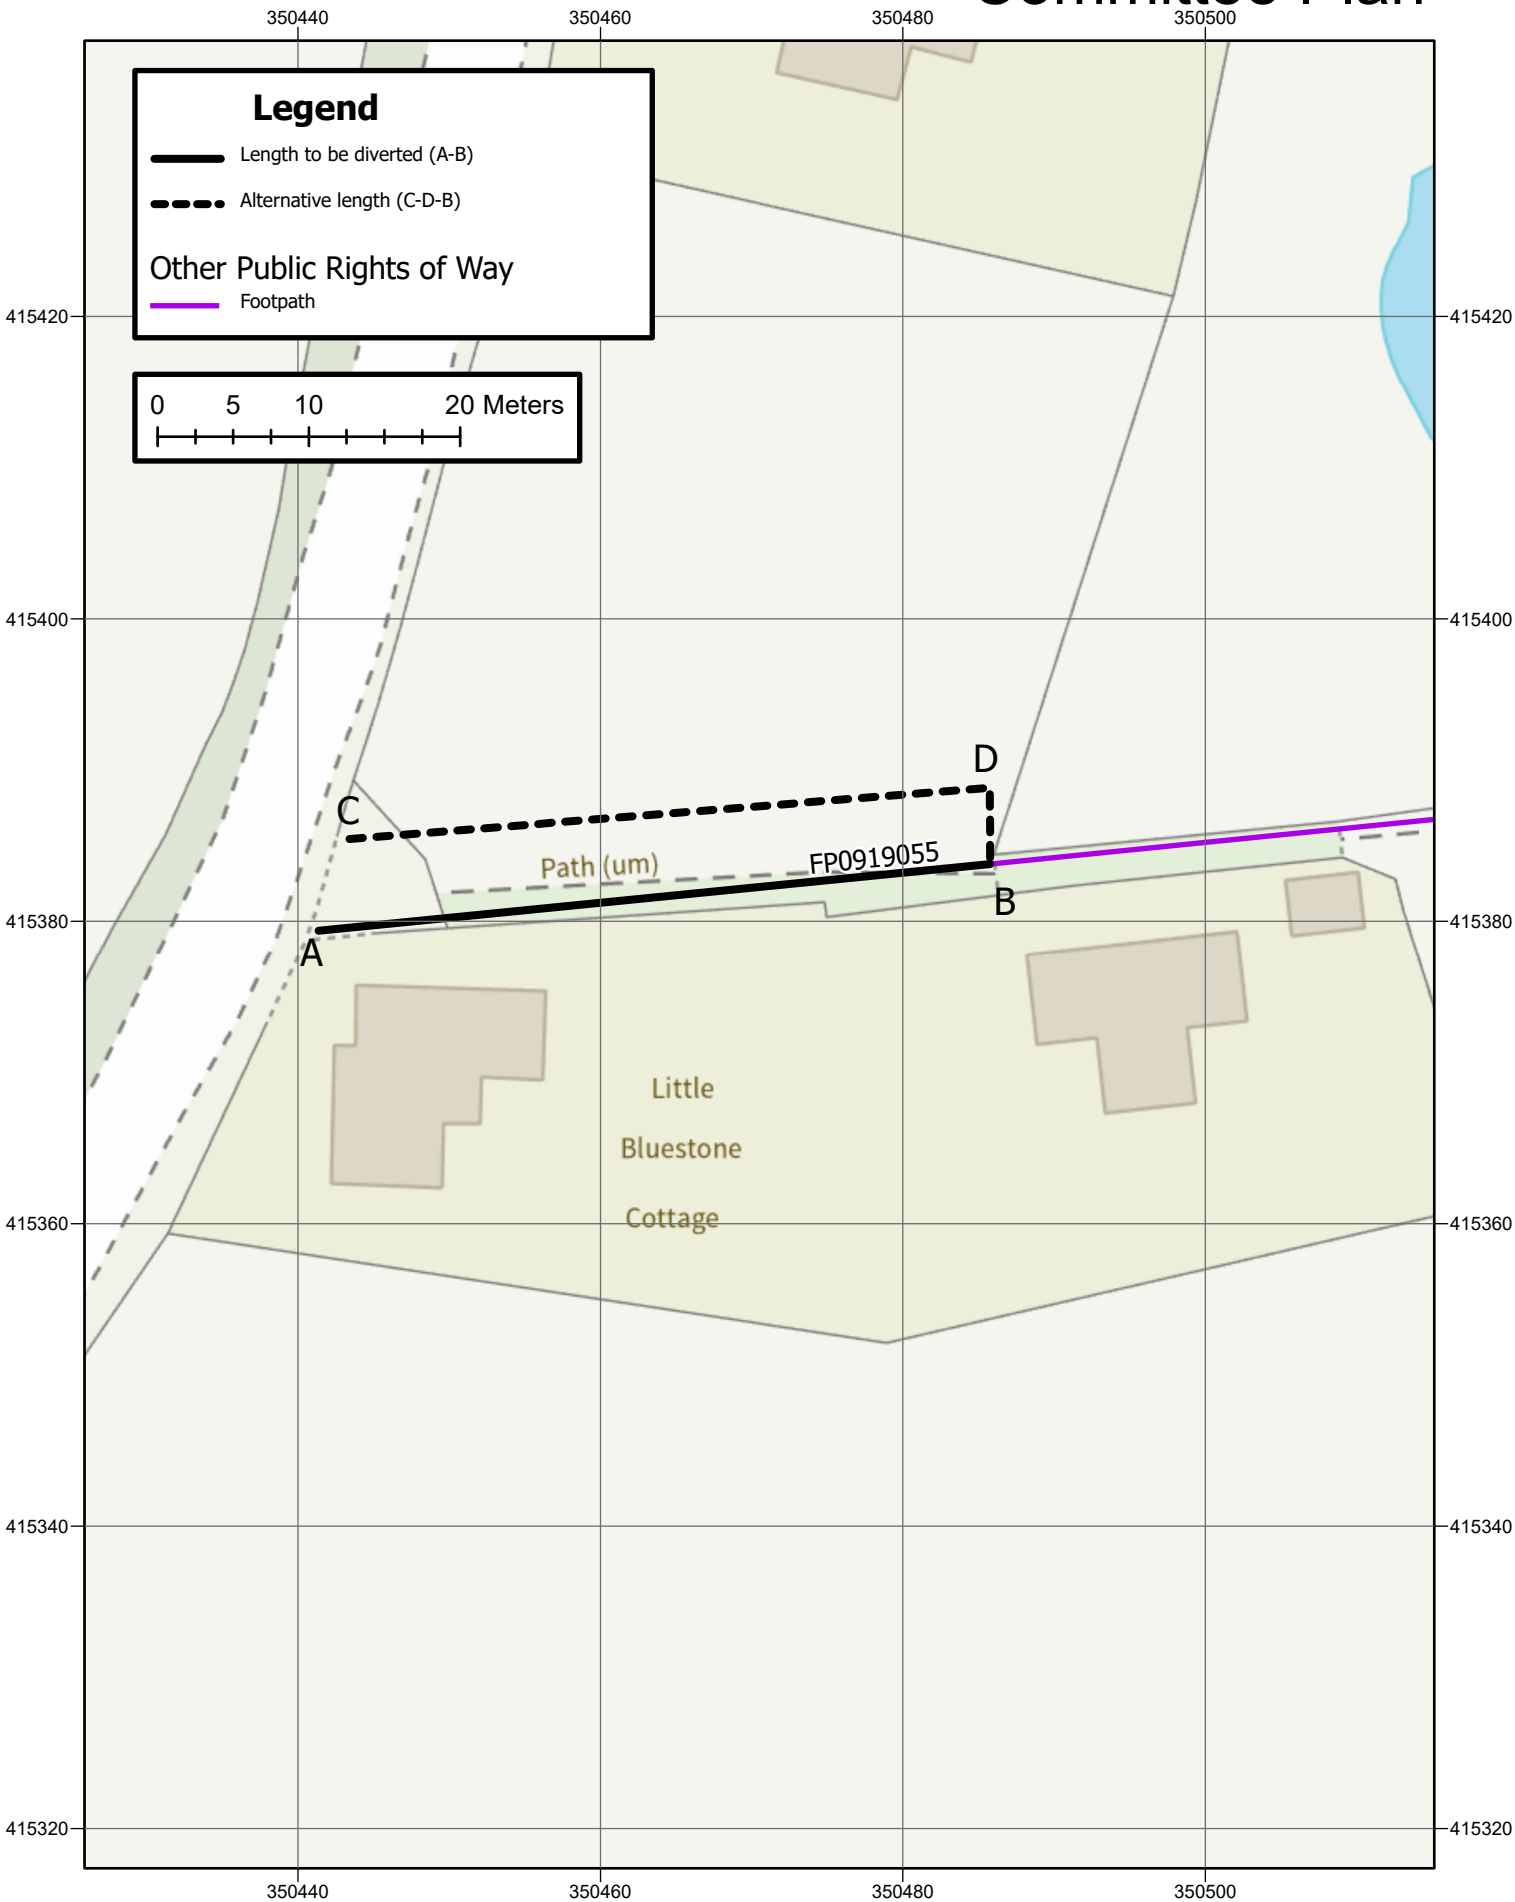 Committee Plan
350440 350460 350480 350500
Legend
Length to be diverted (A-B)
Alternative length (C-D-B)
Other Public Rights of Way
Footpath
415420 415420
0 5 10 20 Meters
415400 415400
D
C
FP0919055
Path (um)
B
415380 415380
A
Little
Bluestone
Cottage
415360 415360
415340 415340
415320 415320
350440 350460 350480 350500